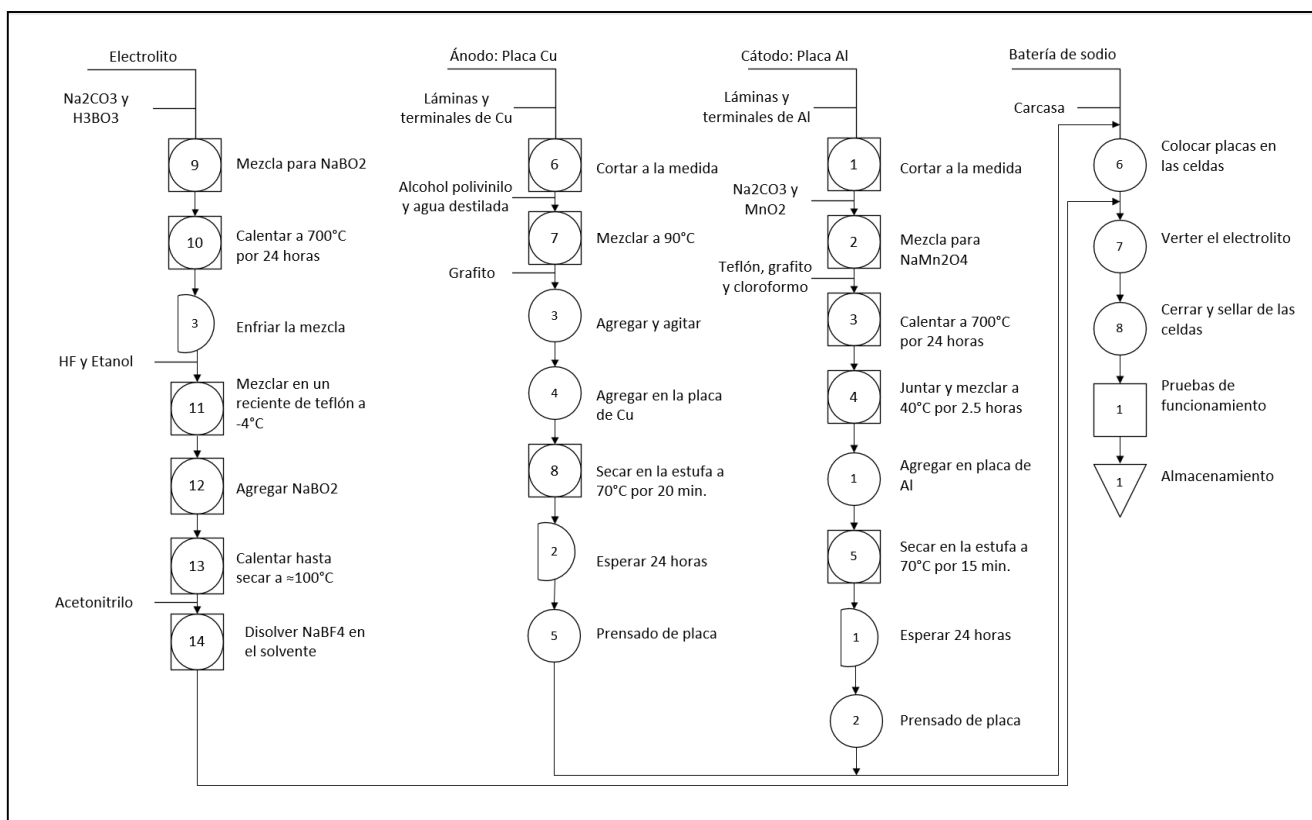 Electrolito
Na2CO3 y
H3BO3
9
Mezcla para NaBO2
10
Calentar a 700°C
por 24 horas
3
Enfriar la mezcla
HF y Etanol
11
Mezclar en un
reciente de teflón a
-4°C
12
Agregar NaBO2
13
Calentar hasta
secar a ≈100°C
Acetonitrilo
14
Disolver NaBF4 en
el solvente
Ánodo: Placa Cu
Láminas y
terminales de Cu
6
Cortar a la medida
Alcohol polivinilo
y agua destilada
7
Mezclar a 90°C
Grafito
3
Agregar y agitar
4
Agregar en la placa
de Cu
8
Secar en la estufa a
70°C por 20 min.
2
Esperar 24 horas
5
Prensado de placa
Cátodo: Placa Al
Láminas y
terminales de Al
1
Cortar a la medida
Na2CO3 y
MnO2
2
Mezcla para
NaMn2O4
Teflón, grafito
y cloroformo
3
Calentar a 700°C
por 24 horas
4
Juntar y mezclar a
40°C por 2.5 horas
1
Agregar en placa de
Al
5
Secar en la estufa a
70°C por 15 min.
1
Esperar 24 horas
2
Prensado de placa
Batería de sodio
Carcasa
6
Colocar placas en
las celdas
7
Verter el electrolito
8
Cerrar y sellar de las
celdas
1
Pruebas de
funcionamiento
1
Almacenamiento